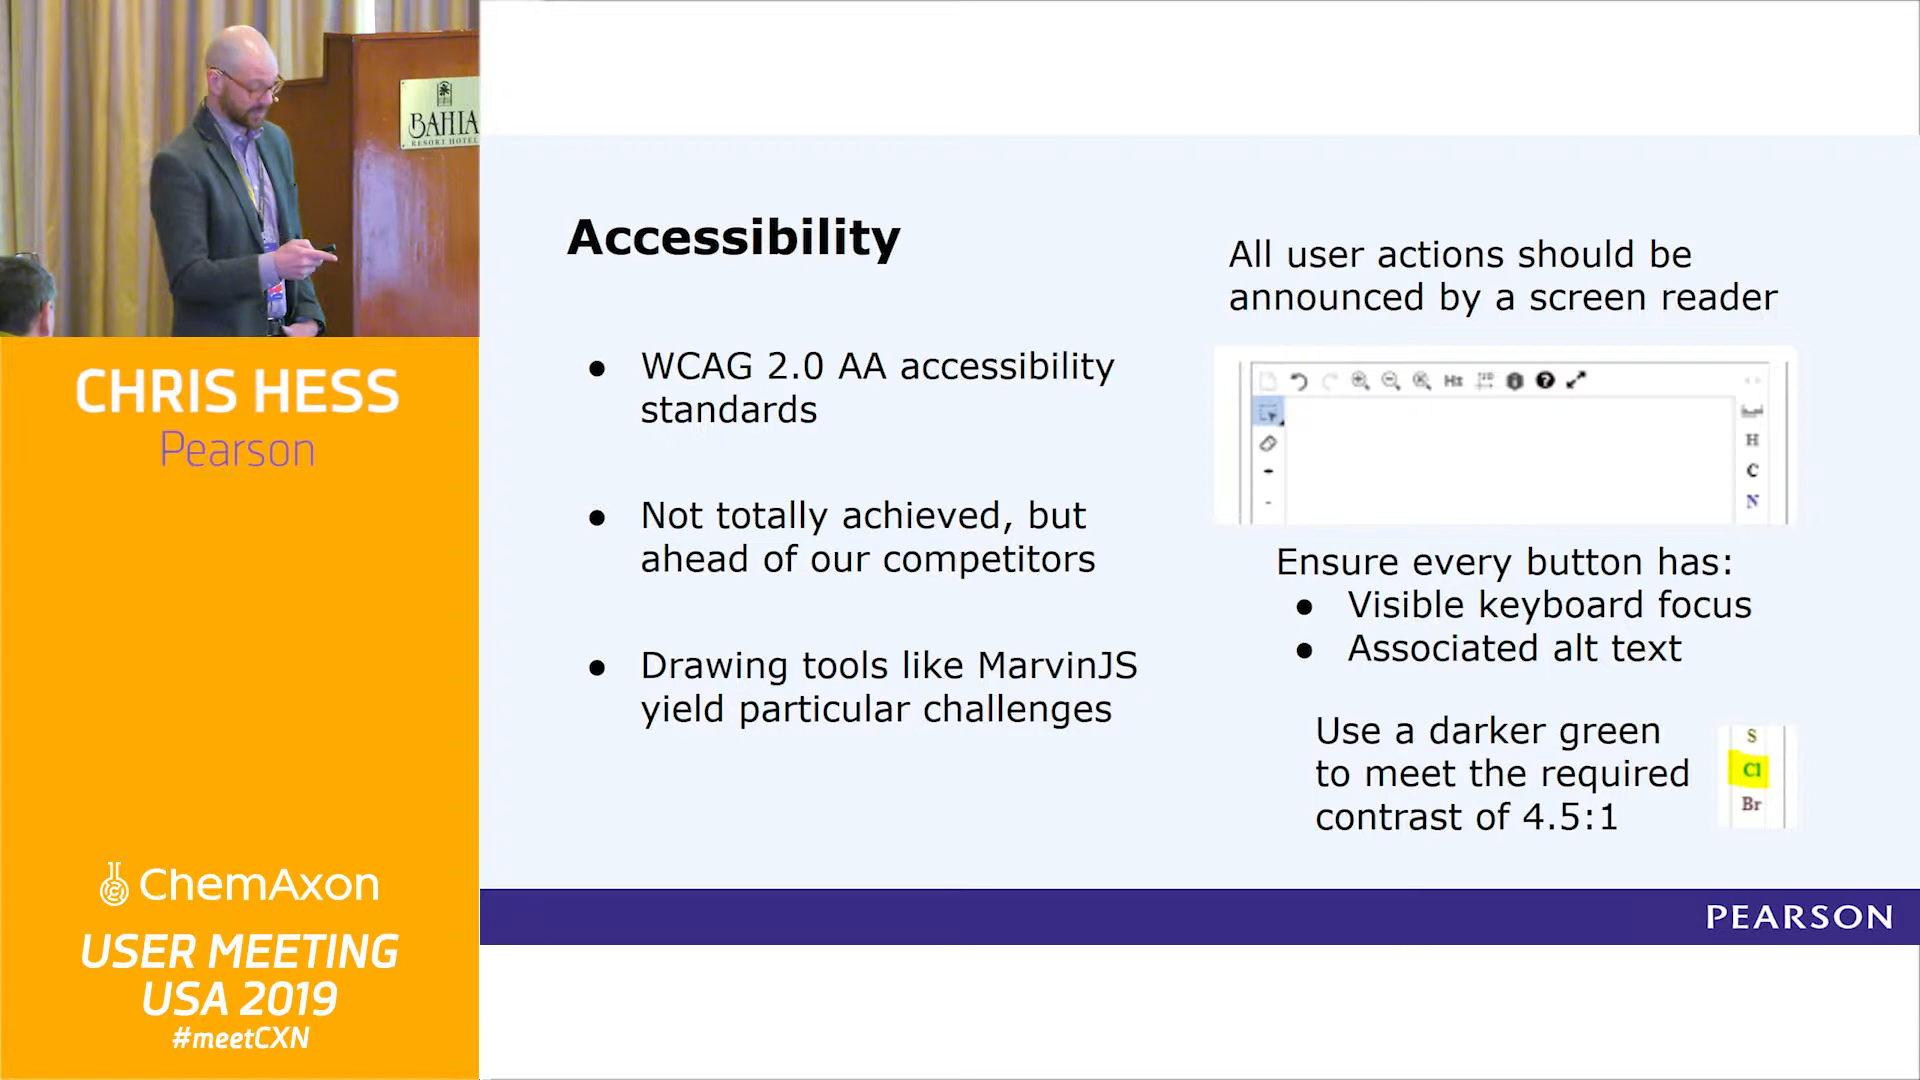 BAHIA
RESORT HOTEL
CHRIS HESS
Pearson
ChemAxon
USER MEETING
USA 2019
#meetCXN
Accessibility
● WCAG 2.0 AA accessibility
standards
● Not totally achieved, but
ahead of our competitors
● Drawing tools like MarvinJS
yield particular challenges
All user actions should be
announced by a screen reader
H±
H
C
N
Ensure every button has:
● Visible keyboard focus
● Associated alt text
Use a darker green
to meet the required
contrast of 4.5:1
S
Cl
Br
PEARSON